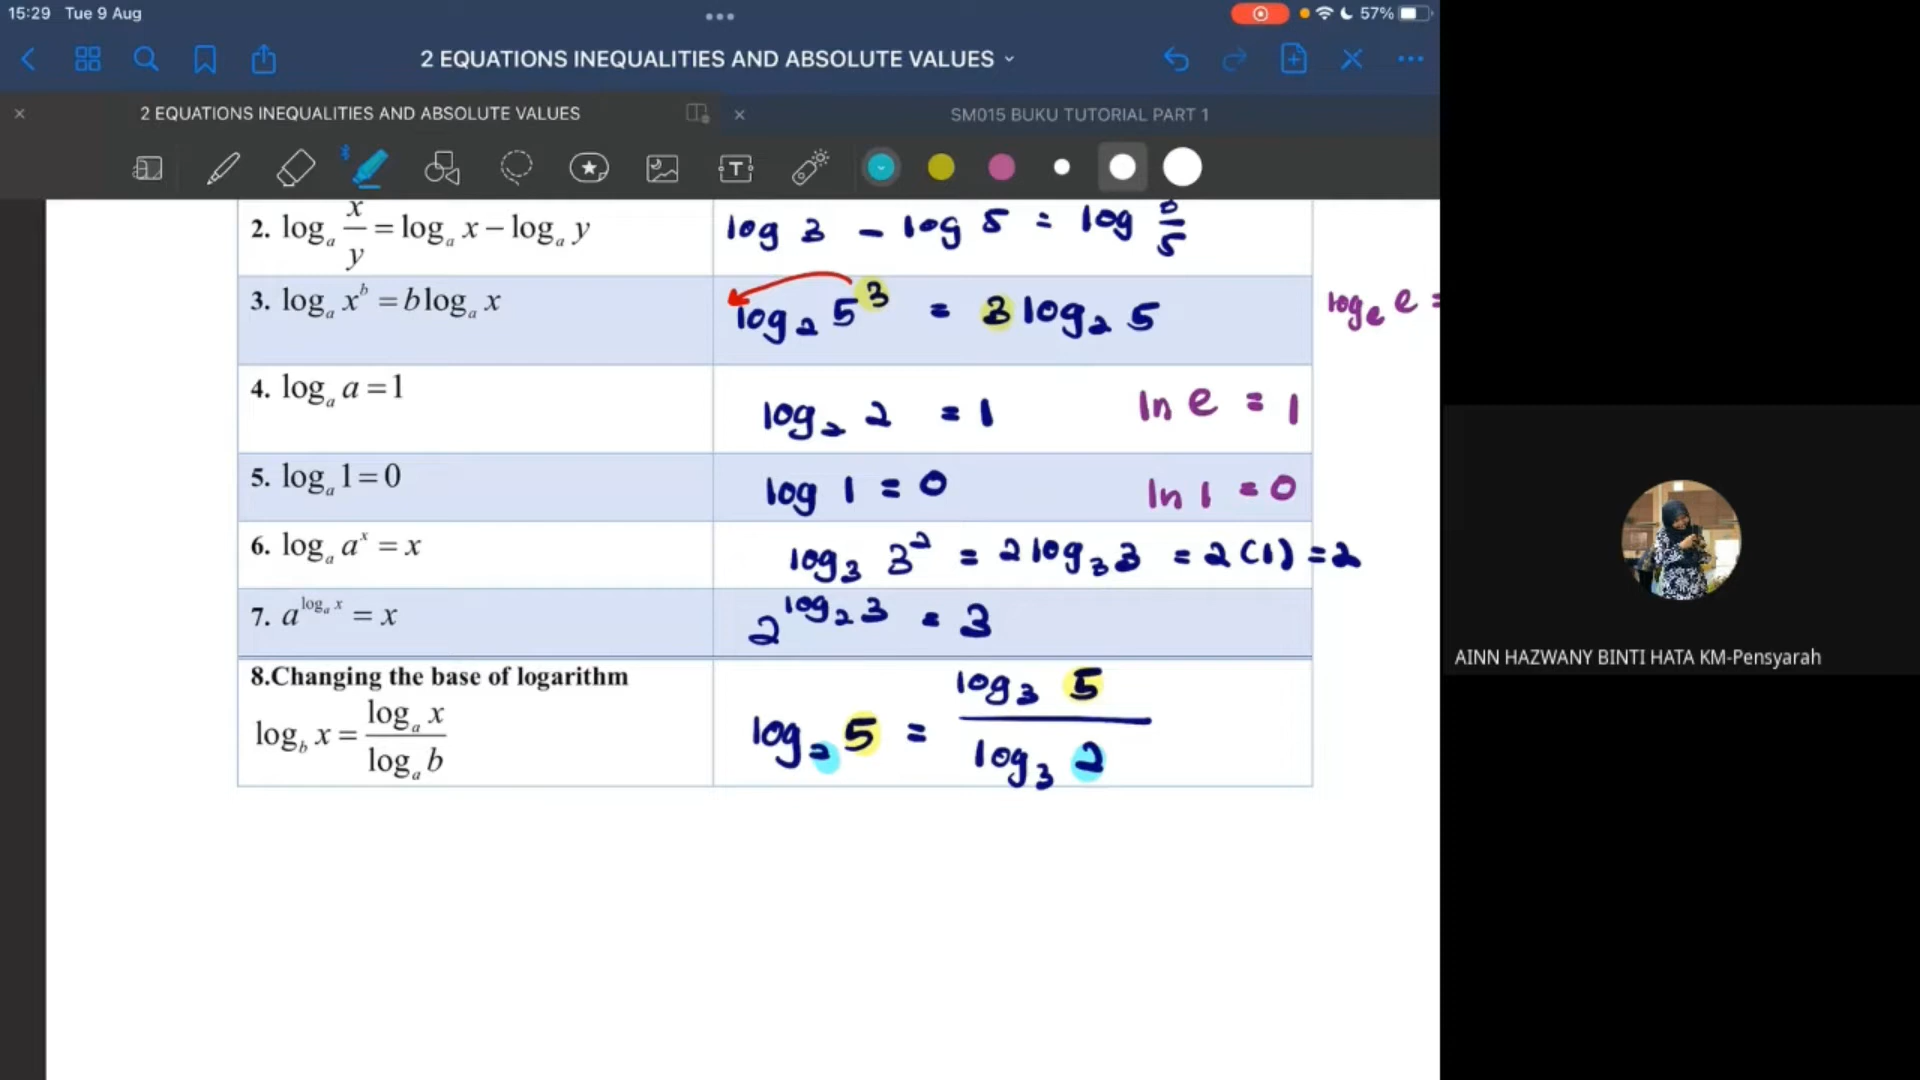 15:29 Tue 9 Aug
57%
2 EQUATIONS INEQUALITIES AND ABSOLUTE VALUES
2 EQUATIONS INEQUALITIES AND ABSOLUTE VALUES
SM015 BUKU TUTORIAL PART 1
2. logₐ x/y = logₐ x − logₐ y
log 3 - log 5 = log 3/5
3. logₐ xᵇ = b logₐ x
log₂ 5³ = 3 log₂ 5
logₑ e =
4. logₐ a = 1
log₂ 2 = 1
ln e = 1
5. logₐ 1 = 0
log 1 = 0
ln 1 = 0
6. logₐ aˣ = x
log₃ 3² = 2 log₃ 3 = 2(1) = 2
7. a^(logₐ x) = x
2^(log₂ 3) = 3
8.Changing the base of logarithm
log_b x = logₐ x / logₐ b
log₂ 5 = log₃ 5 / log₃ 2
AINN HAZWANY BINTI HATA KM-Pensyarah